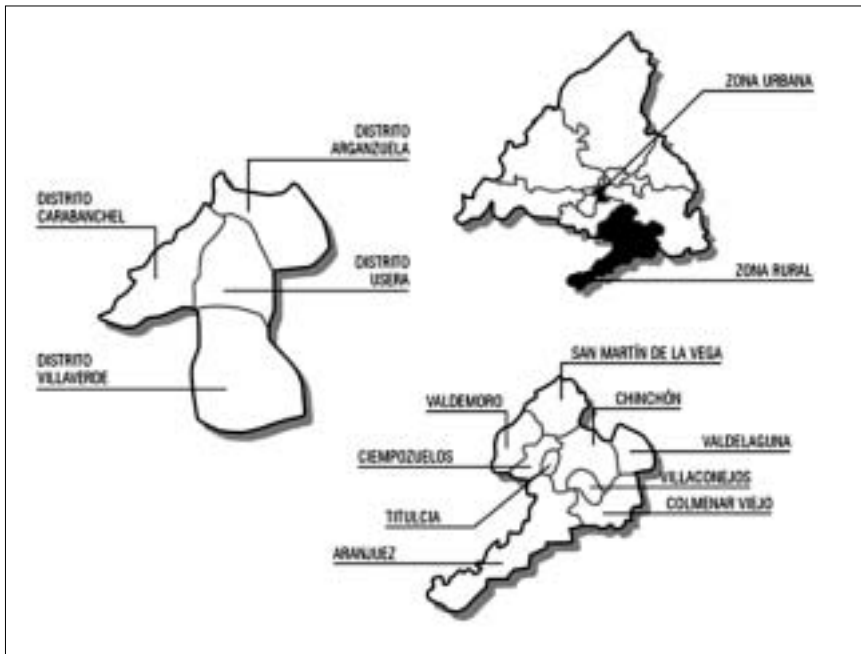 ZONA URBANA
DISTRITO
ARGANZUELA
DISTRITO
CARABANCHEL
DISTRITO
USERA
ZONA RURAL
DISTRITO
VILLAVERDE
SAN MARTÍN DE LA VEGA
VALDEMORO
CHINCHÓN
VALDELAGUNA
CIEMPOZUELOS
VILLACONEJOS
COLMENAR VIEJO
TITULCIA
ARANJUEZ